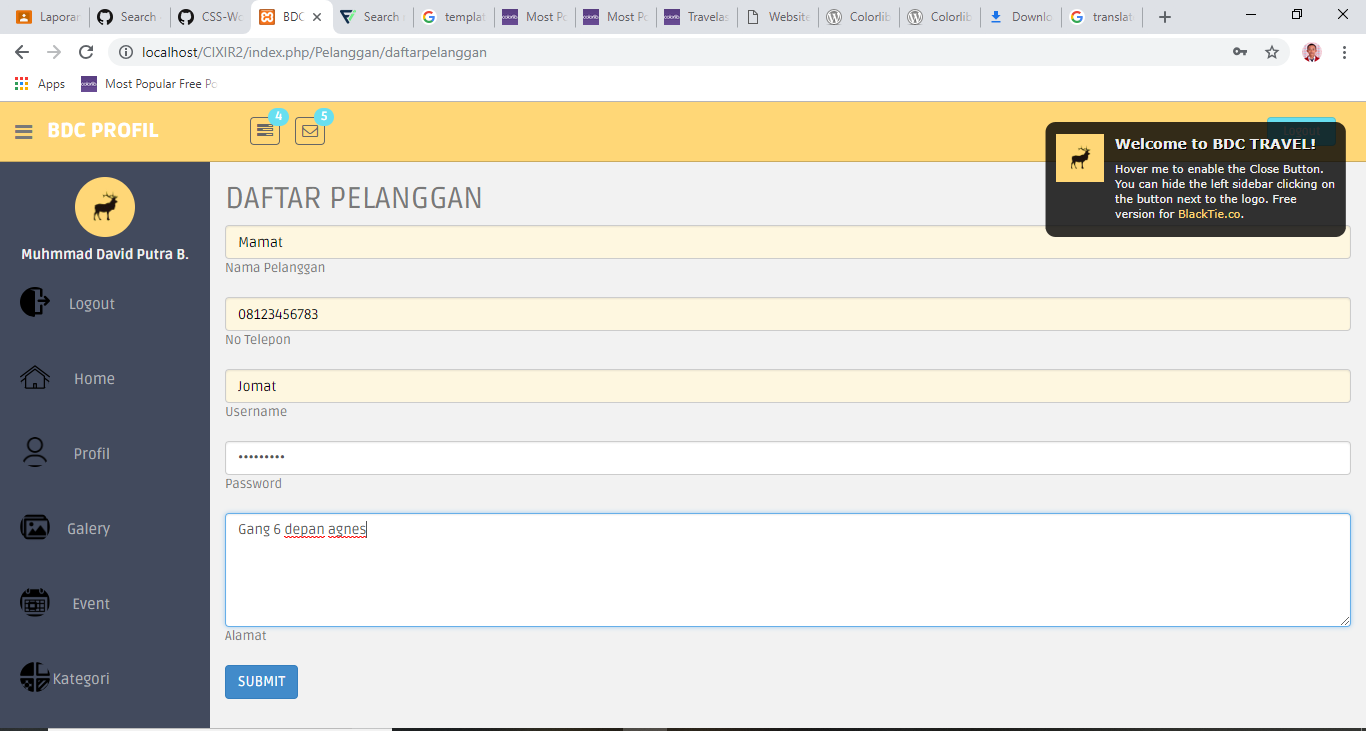 Laporan
Search
CSS-Wo
BDC
Search
templat
Most Po
Most Po
Travelas
Website
Colorlib
Colorlib
Downlo
translat
localhost/CIXIR2/index.php/Pelanggan/daftarpelanggan
Apps
colorlib
Most Popular Free Po
BDC PROFIL
4
5
Logout
Welcome to BDC TRAVEL!
Hover me to enable the Close Button.
You can hide the left sidebar clicking on
the button next to the logo. Free
version for BlackTie.co.
Muhmmad David Putra B.
Logout
Home
Profil
Galery
Event
Kategori
DAFTAR PELANGGAN
Mamat
Nama Pelanggan
08123456783
No Telepon
Jomat
Username
•••••••••
Password
Gang 6 depan agnes
Alamat
SUBMIT